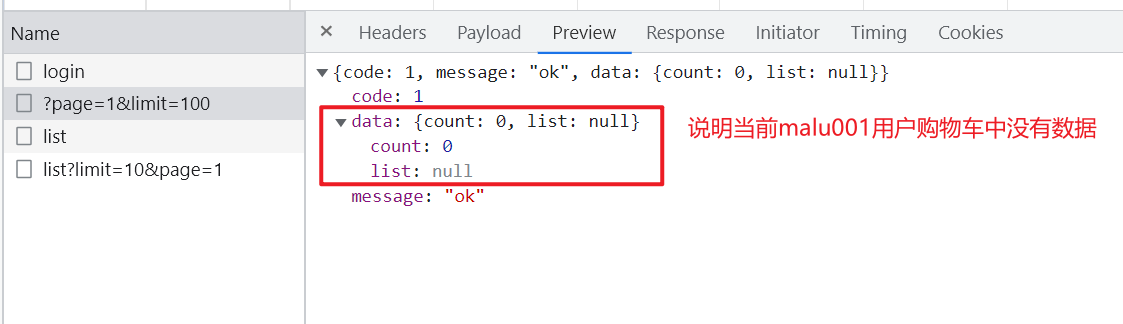 Name
login
?page=1&limit=100
list
list?limit=10&page=1
× Headers Payload Preview Response Initiator Timing Cookies
▼{code: 1, message: "ok", data: {count: 0, list: null}}
code: 1
▼data: {count: 0, list: null}
count: 0
list: null
message: "ok"
说明当前malu001用户购物车中没有数据